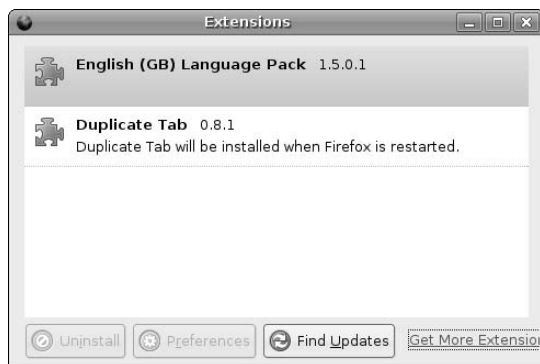 Extensions
English (GB) Language Pack 1.5.0.1
Duplicate Tab 0.8.1
Duplicate Tab will be installed when Firefox is restarted.
Uninstall Preferences Find Updates Get More Extensio